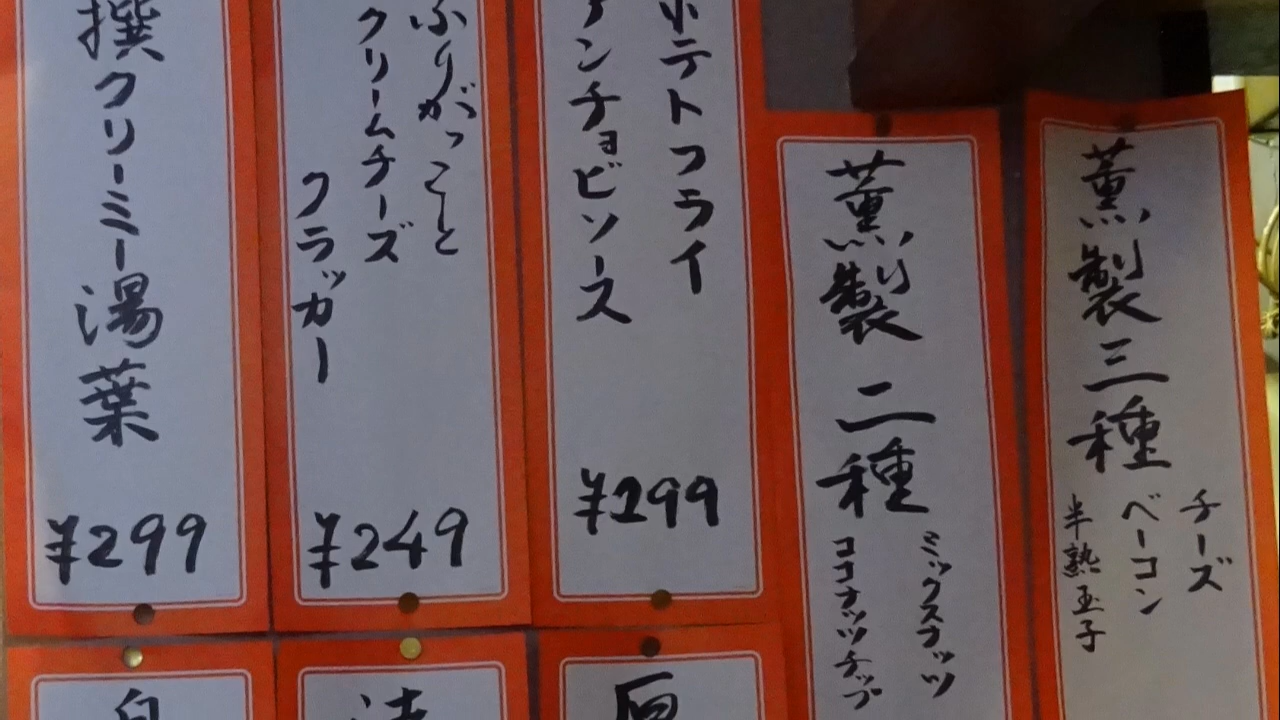 薫製三種
チーズ
ベーコン
半熟玉子
薫製二種
ミックスナッツ
ココナッツチップ
ポテトフライ
アンチョビソース
¥299
ぶりがっこと
クリームチーズ
クラッカー
¥249
撰クリーミー湯葉
¥299